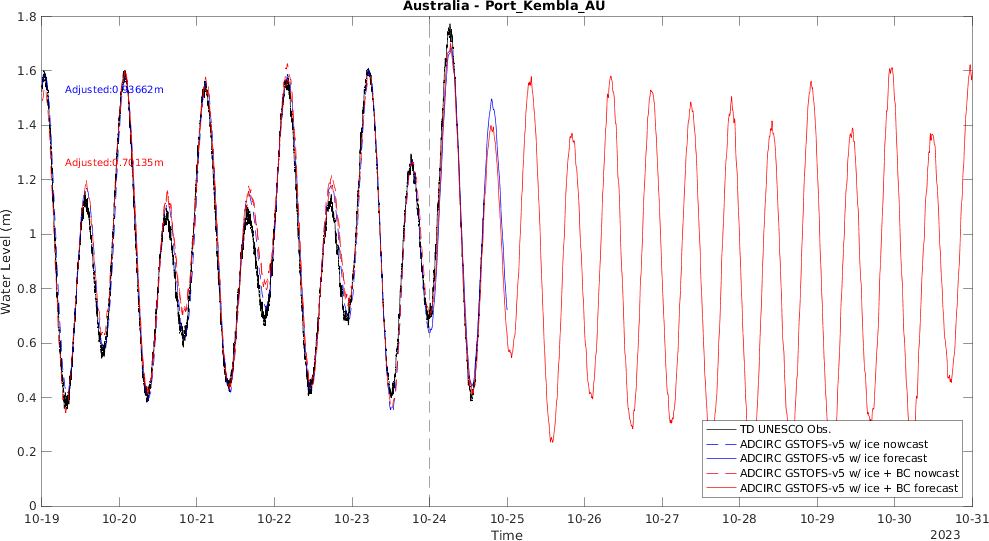 Australia - Port_Kembla_AU
1.8
1.6
1.4
1.2
1
0.8
0.6
0.4
0.2
0
Water Level (m)
Adjusted:0.93662m
Adjusted:0.70135m
TD UNESCO Obs.
ADCIRC GSTOFS-v5 w/ ice nowcast
ADCIRC GSTOFS-v5 w/ ice forecast
ADCIRC GSTOFS-v5 w/ ice + BC nowcast
ADCIRC GSTOFS-v5 w/ ice + BC forecast
10-19 10-20 10-21 10-22 10-23 10-24 10-25 10-26 10-27 10-28 10-29 10-30 10-31
Time
2023